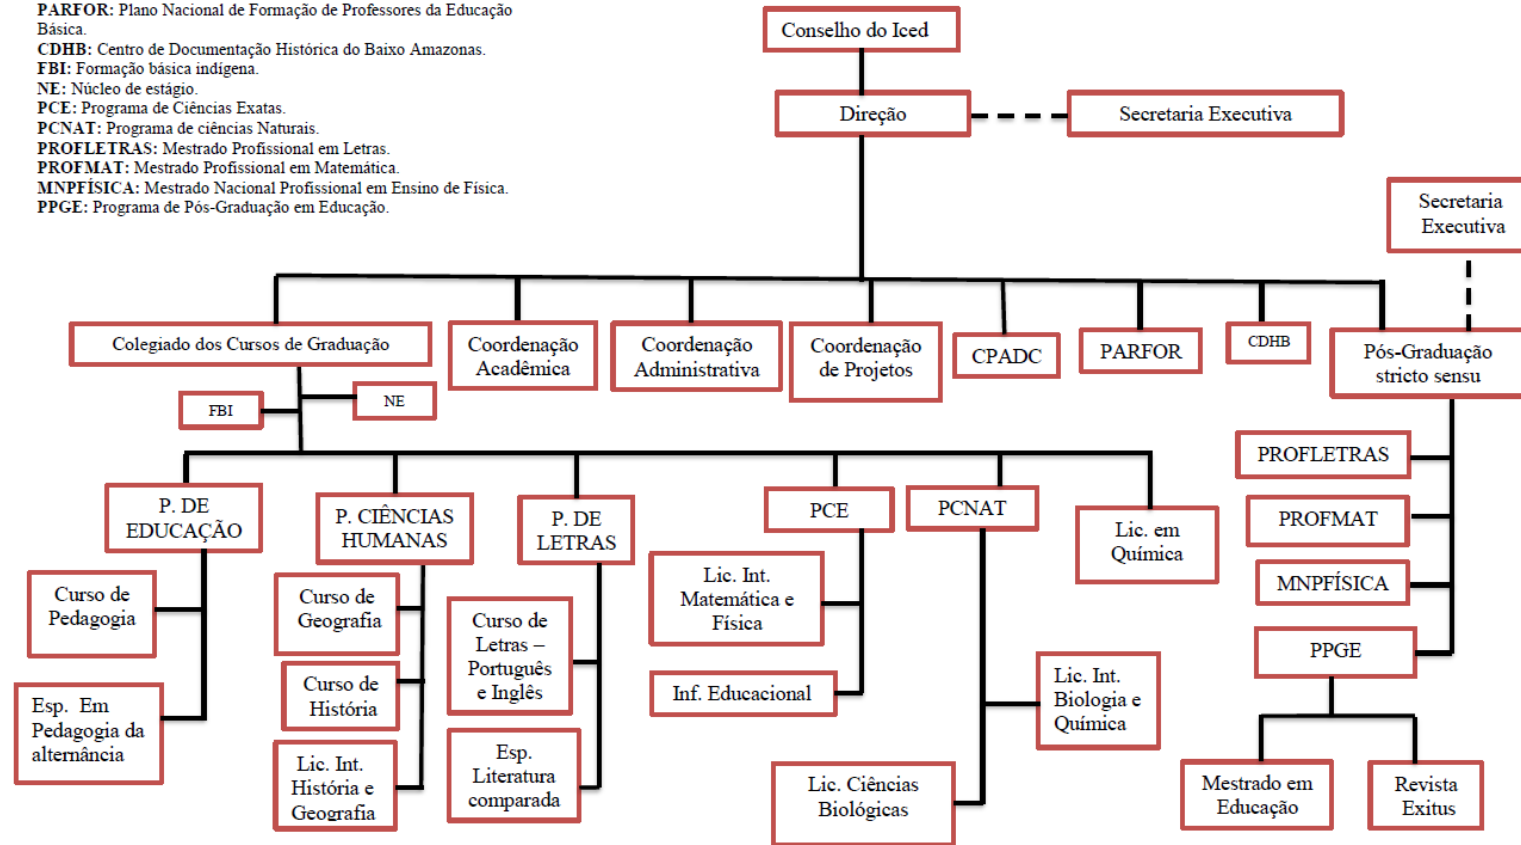 PARFOR: Plano Nacional de Formação de Professores da Educação
Básica.
CDHB: Centro de Documentação Histórica do Baixo Amazonas.
FBI: Formação básica indígena.
NE: Núcleo de estágio.
PCE: Programa de Ciências Exatas.
PCNAT: Programa de ciências Naturais.
PROFLETRAS: Mestrado Profissional em Letras.
PROFMAT: Mestrado Profissional em Matemática.
MNPFÍSICA: Mestrado Nacional Profissional em Ensino de Física.
PPGE: Programa de Pós-Graduação em Educação.
Conselho do Iced
Direção
Secretaria Executiva
Secretaria
Executiva
Colegiado dos Cursos de Graduação
Coordenação
Acadêmica
Coordenação
Administrativa
Coordenação
de Projetos
CPADC
PARFOR
CDHB
Pós-Graduação
stricto sensu
FBI
NE
P. DE
EDUCAÇÃO
P. CIÊNCIAS
HUMANAS
P. DE
LETRAS
PCE
PCNAT
Lic. em
Química
PROFLETRAS
PROFMAT
MNPFÍSICA
PPGE
Curso de
Pedagogia
Esp. Em
Pedagogia da
alternância
Curso de
Geografia
Curso de
História
Lic. Int.
História e
Geografia
Curso de
Letras –
Português
e Inglês
Esp.
Literatura
comparada
Lic. Int.
Matemática e
Física
Inf. Educacional
Lic. Int.
Biologia e
Química
Lic. Ciências
Biológicas
Mestrado em
Educação
Revista
Exitus